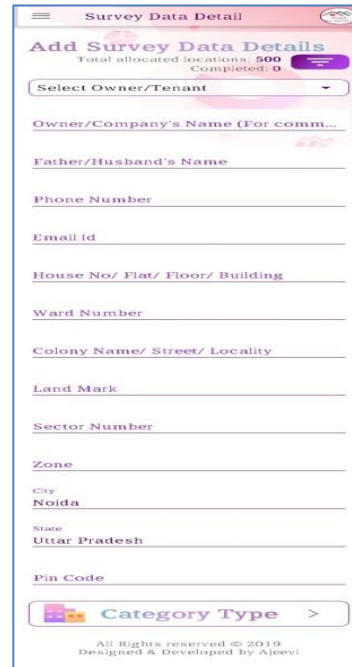 Survey Data Detail
Add Survey Data Details
Total allocated locations: 500
Completed: 0
Select Owner/Tenant
Owner/Company's Name (For comm...
Father/Husband's Name
Phone Number
Email Id
House No/ Flat/ Floor/ Building
Ward Number
Colony Name/ Street/ Locality
Land Mark
Sector Number
Zone
City
Noida
State
Uttar Pradesh
Pin Code
Category Type >
All Rights reserved © 2019
Designed & Developed by Ajeevi